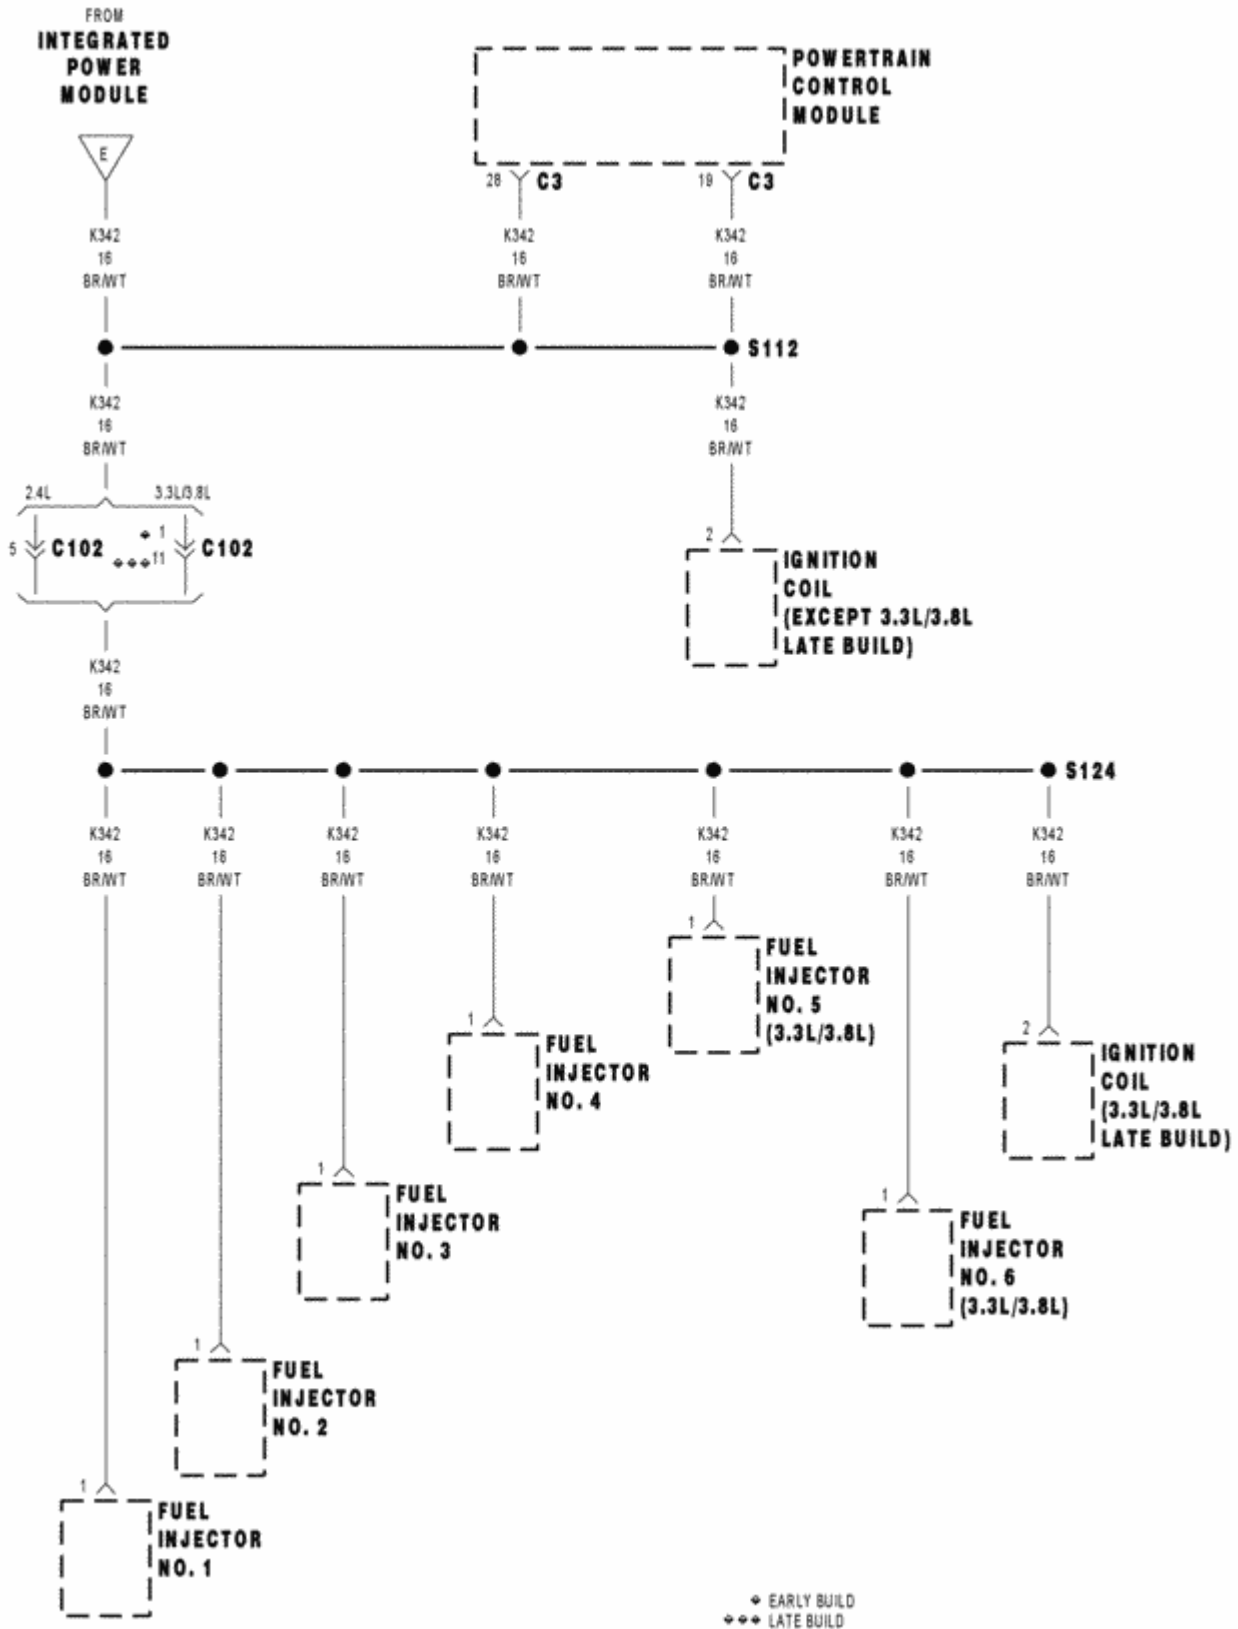 FROM
INTEGRATED
POWER
MODULE
E
POWERTRAIN
CONTROL
MODULE
28 C3
19 C3
K342
16
BR/WT
K342
16
BR/WT
K342
16
BR/WT
S112
K342
16
BR/WT
K342
16
BR/WT
2.4L
3.3L/3.8L
5 C102
1
11
C102
2
IGNITION
COIL
(EXCEPT 3.3L/3.8L
LATE BUILD)
K342
16
BR/WT
S124
K342
16
BR/WT
K342
16
BR/WT
K342
16
BR/WT
K342
16
BR/WT
K342
16
BR/WT
K342
16
BR/WT
K342
16
BR/WT
1
FUEL
INJECTOR
NO. 5
(3.3L/3.8L)
1
FUEL
INJECTOR
NO. 4
2
IGNITION
COIL
(3.3L/3.8L
LATE BUILD)
1
FUEL
INJECTOR
NO. 3
1
FUEL
INJECTOR
NO. 6
(3.3L/3.8L)
1
FUEL
INJECTOR
NO. 2
1
FUEL
INJECTOR
NO. 1
EARLY BUILD
LATE BUILD